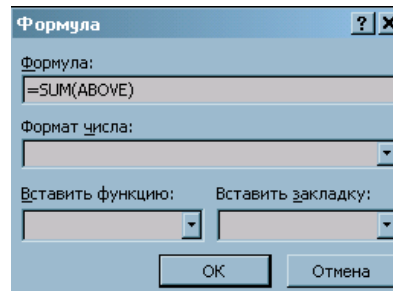 Формула
Формула:
=SUM(ABOVE)
Формат числа:
Вставить функцию: Вставить закладку:
ОК Отмена